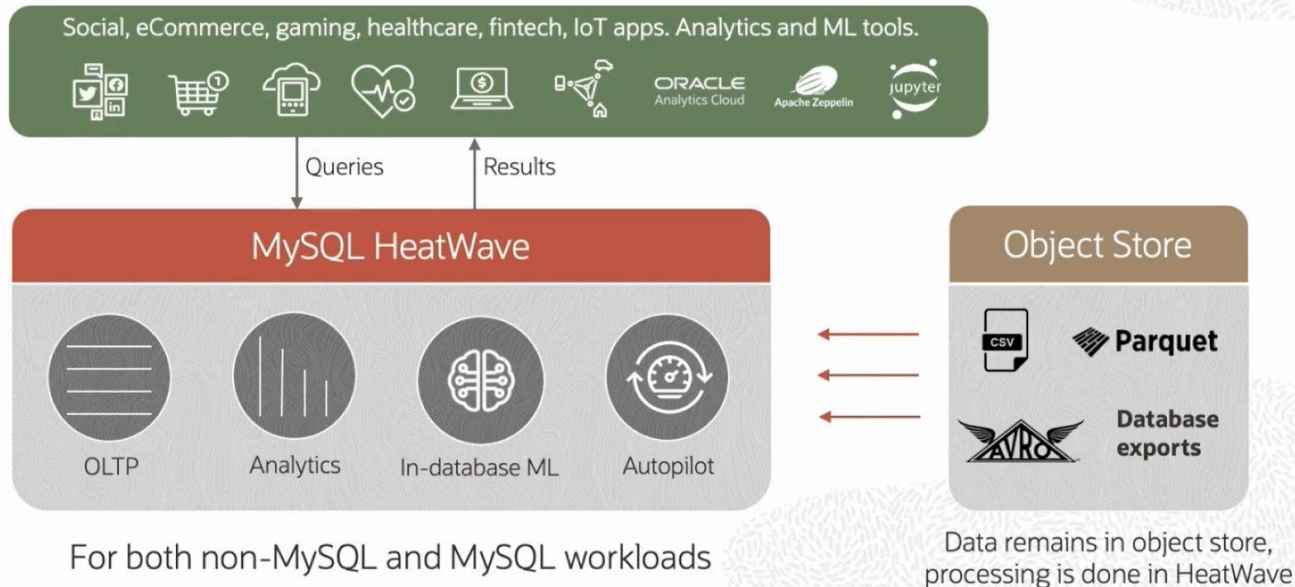 Social, eCommerce, gaming, healthcare, fintech, IoT apps. Analytics and ML tools.
in
1
$
ORACLE
Analytics Cloud
Apache Zeppelin
jupyter
Queries
Results
MySQL HeatWave
OLTP
Analytics
In-database ML
Autopilot
For both non-MySQL and MySQL workloads
Object Store
CSV
Parquet
AVRO
Database
exports
Data remains in object store,
processing is done in HeatWave